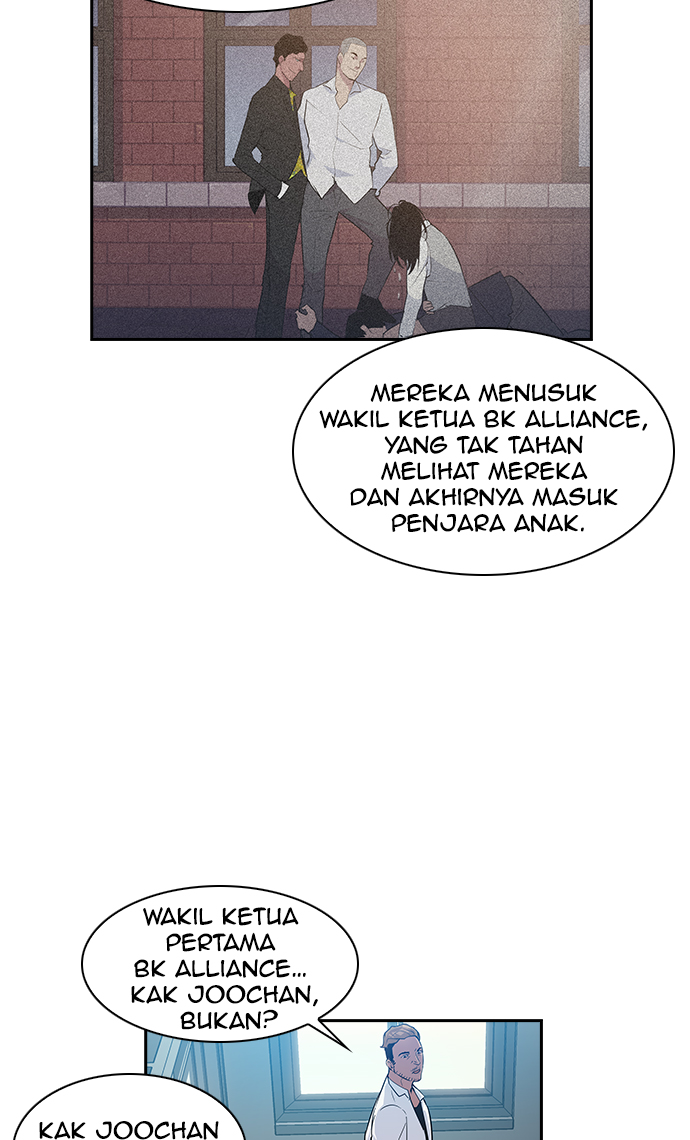 MEREKA MENUSUK
WAKIL KETUA BK ALLIANCE,
YANG TAK TAHAN
MELIHAT MEREKA
DAN AKHIRNYA MASUK
PENJARA ANAK.
WAKIL KETUA
PERTAMA
BK ALLIANCE...
KAK JOOCHAN,
BUKAN?
KAK JOOCHAN